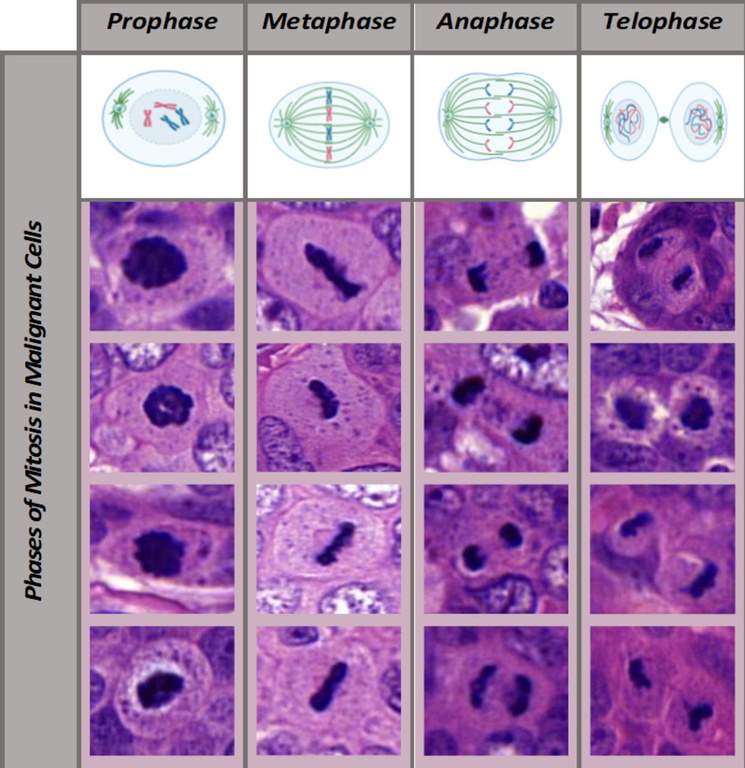 Prophase
Metaphase
Anaphase
Telophase
Phases of Mitosis in Malignant Cells